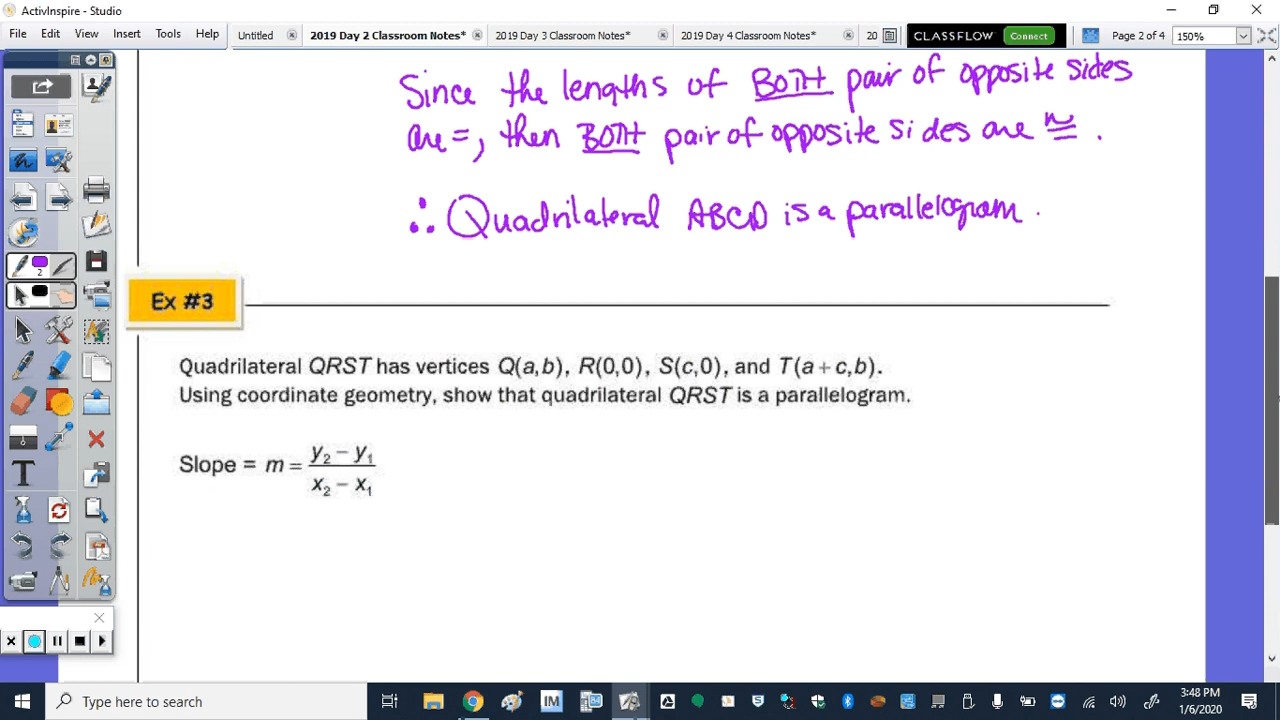 ActivInspire - Studio
File Edit View Insert Tools Help Untitled 2019 Day 2 Classroom Notes* 2019 Day 3 Classroom Notes* 2019 Day 4 Classroom Notes* 20 CLASSFLOW Connect Page 2 of 4 150%
Since the lengths of BOTH pair of opposite sides
are =, then BOTH pair of opposite sides are ≅ .
∴ Quadrilateral ABCD is a parallelogram .
2
Ex #3
Quadrilateral QRST has vertices Q(a,b), R(0,0), S(c,0), and T(a + c,b).
Using coordinate geometry, show that quadrilateral QRST is a parallelogram.
Slope = m = y₂ − y₁
x₂ − x₁
T
Type here to search
IM
3:48 PM
1/6/2020